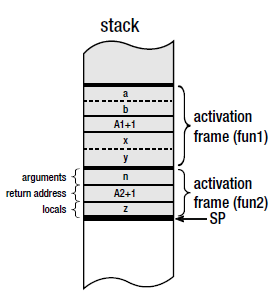 stack
a
b
A1+1
x
y
activation
frame (fun1)
arguments
n
return address
A2+1
locals
z
activation
frame (fun2)
SP